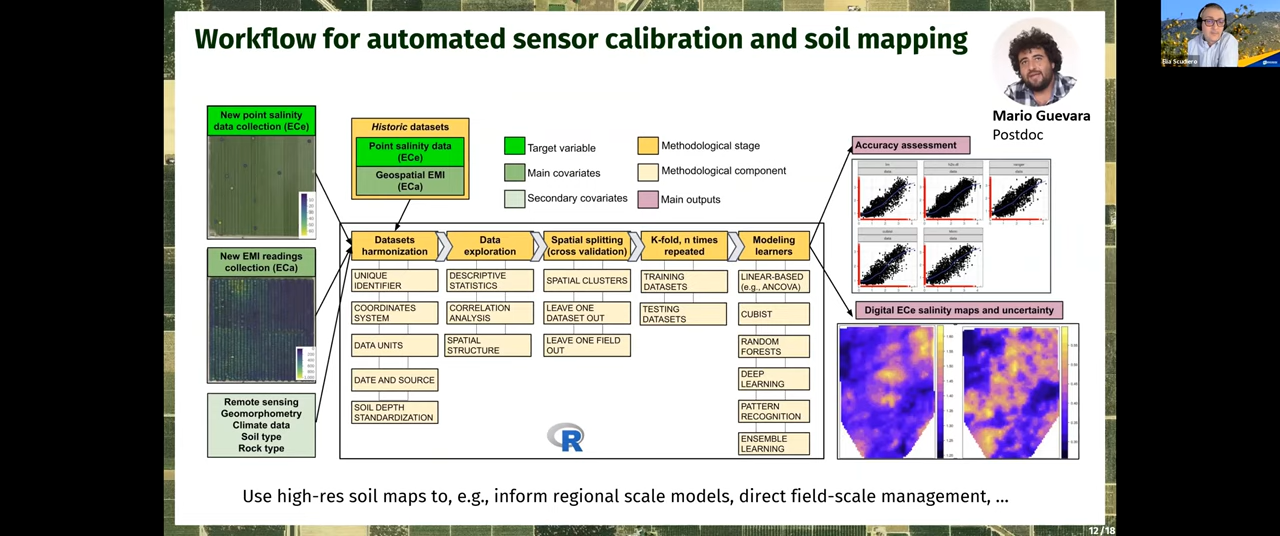 Workflow for automated sensor calibration and soil mapping
Elia Scudiero
Mario Guevara
Postdoc
New point salinity
data collection (ECe)
Historic datasets
Point salinity data
(ECe)
Geospatial EMI
(ECa)
Target variable
Main covariates
Secondary covariates
Methodological stage
Methodological component
Main outputs
Accuracy assessment
New EMI readings
collection (ECa)
Remote sensing
Geomorphometry
Climate data
Soil type
Rock type
Datasets
harmonization
UNIQUE
IDENTIFIER
COORDINATES
SYSTEM
DATA UNITS
DATE AND SOURCE
SOIL DEPTH
STANDARDIZATION
Data
exploration
DESCRIPTIVE
STATISTICS
CORRELATION
ANALYSIS
SPATIAL
STRUCTURE
Spatial splitting
(cross validation)
SPATIAL CLUSTERS
LEAVE ONE
DATASET OUT
LEAVE ONE FIELD
OUT
K-fold, n times
repeated
TRAINING
DATASETS
TESTING
DATASETS
Modeling
learners
LINEAR-BASED
(e.g., ANCOVA)
CUBIST
RANDOM
FORESTS
DEEP
LEARNING
PATTERN
RECOGNITION
ENSEMBLE
LEARNING
R
Digital ECe salinity maps and uncertainty
Use high-res soil maps to, e.g., inform regional scale models, direct field-scale management, ...
12 / 18